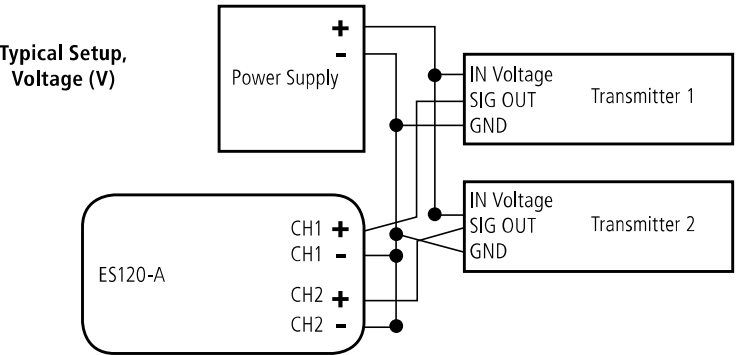 Typical Setup,
Voltage (V)
Power Supply
+
-
IN Voltage
SIG OUT
GND
Transmitter 1
IN Voltage
SIG OUT
GND
Transmitter 2
ES120-A
CH1 +
CH1 -
CH2 +
CH2 -